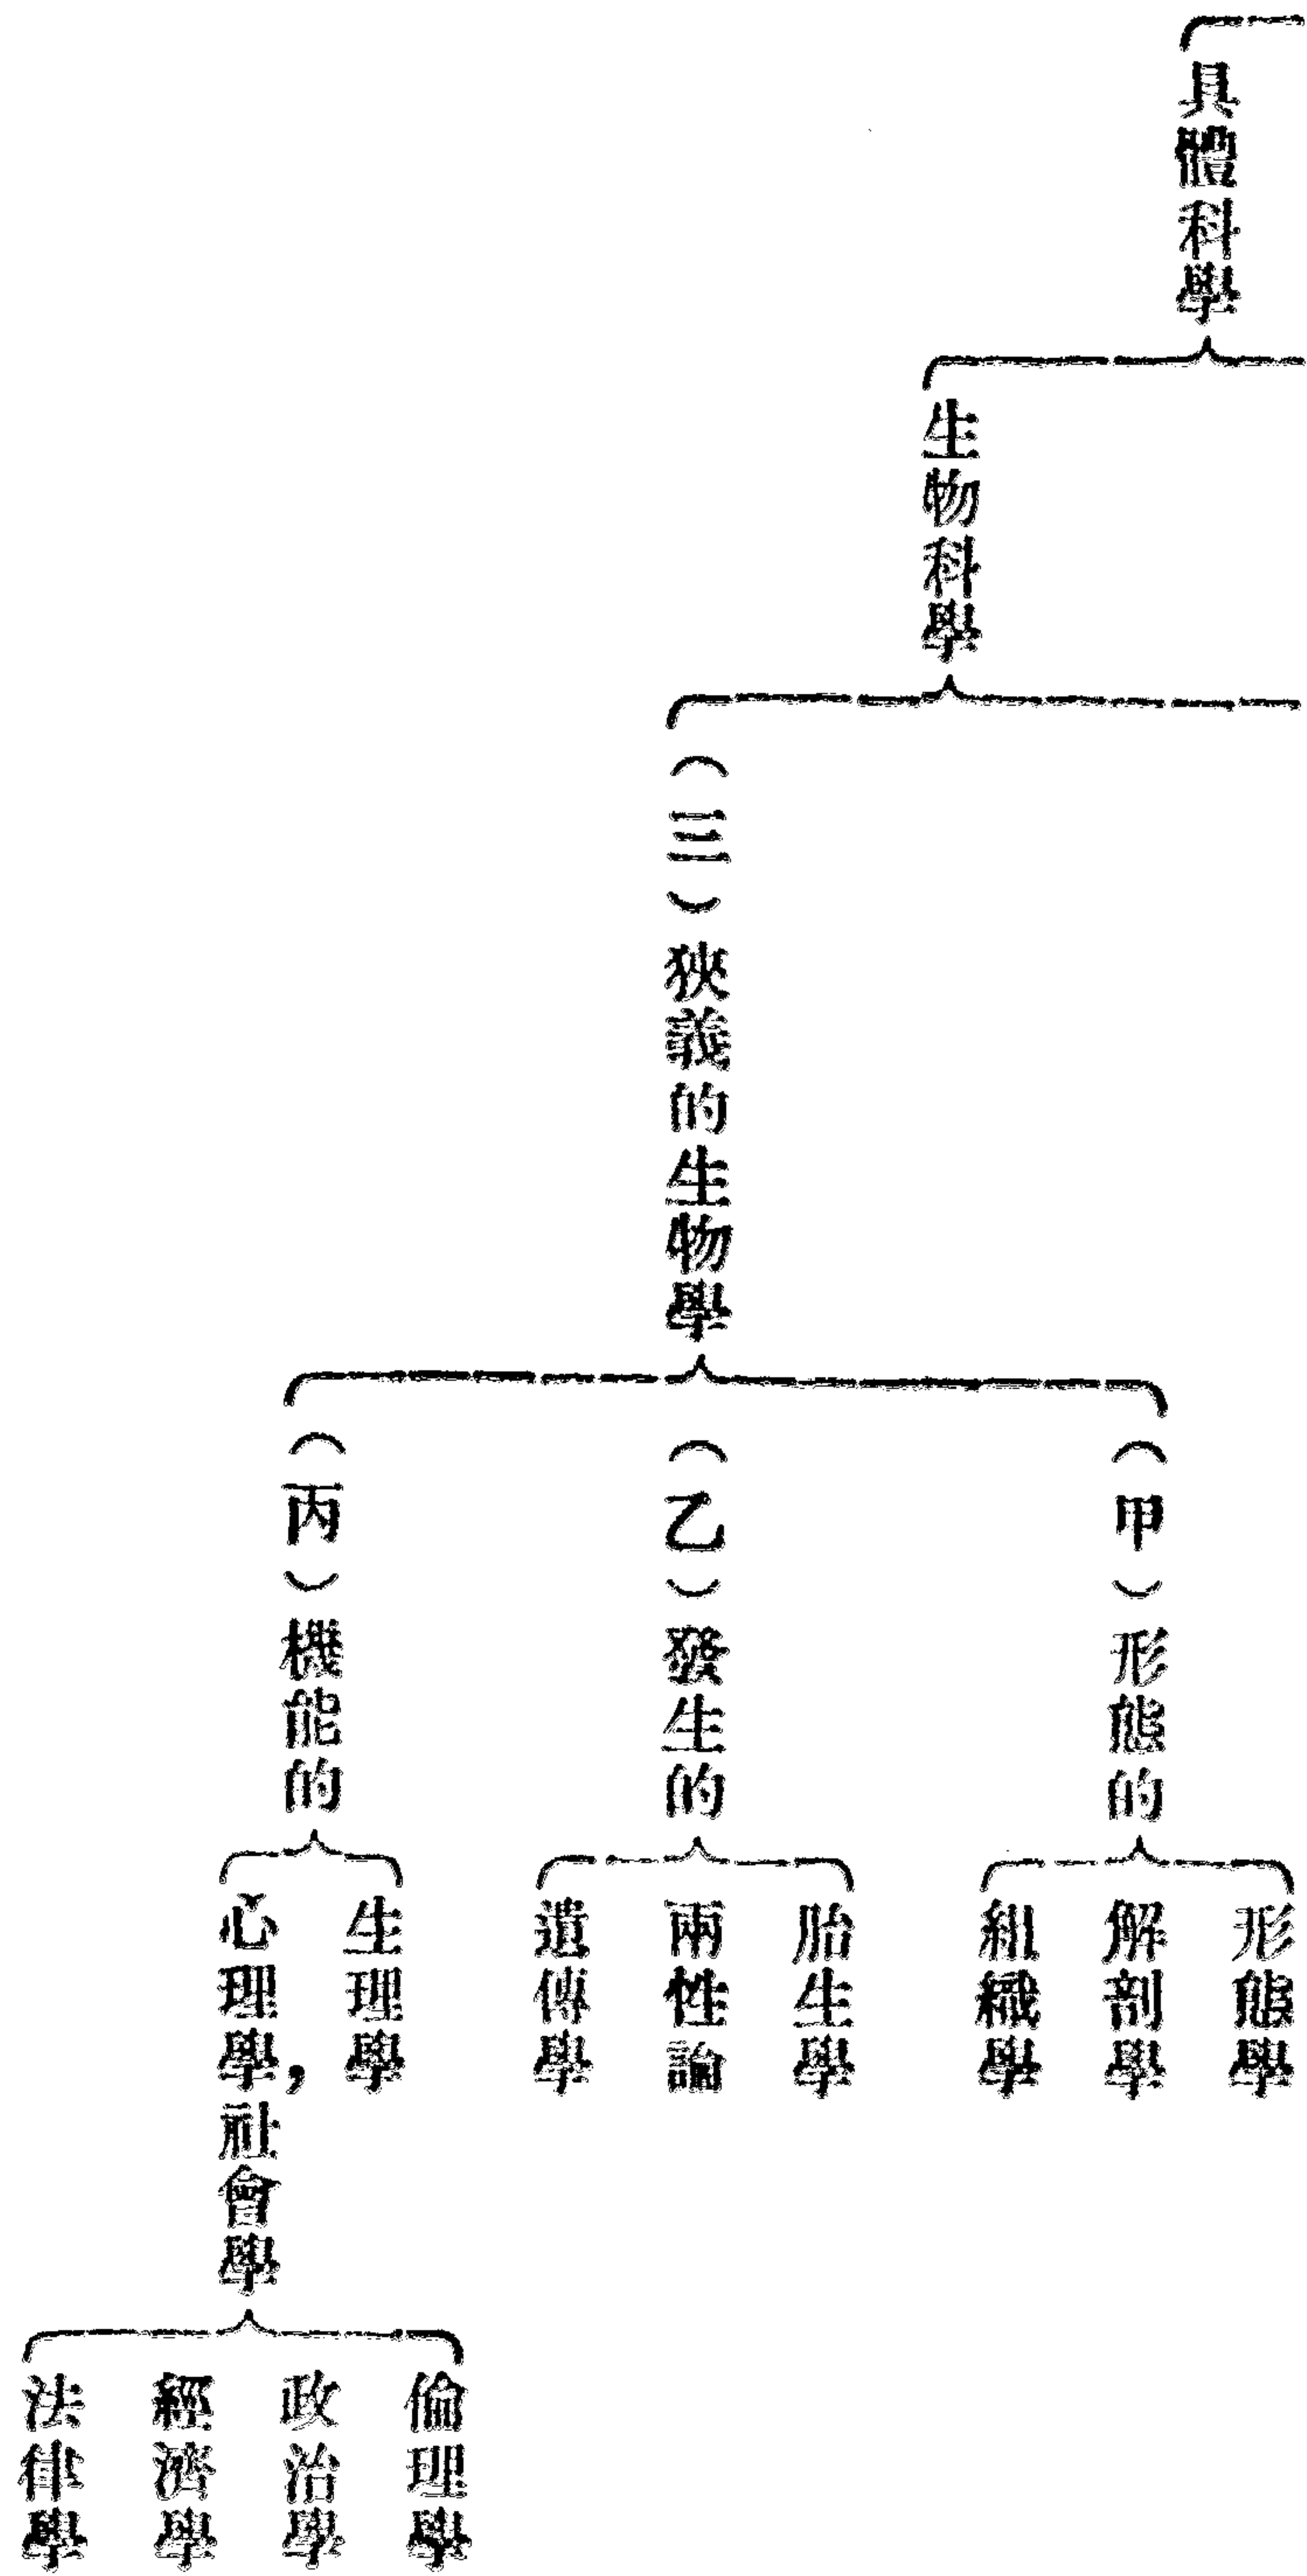 具體科學
生物科學
(三)狹義的生物學
(甲)形態的
形態學
解剖學
組織學
(乙)發生的
胎生學
兩性論
遺傳學
(丙)機能的
生理學
心理學,社會學
倫理學
政治學
經濟學
法律學